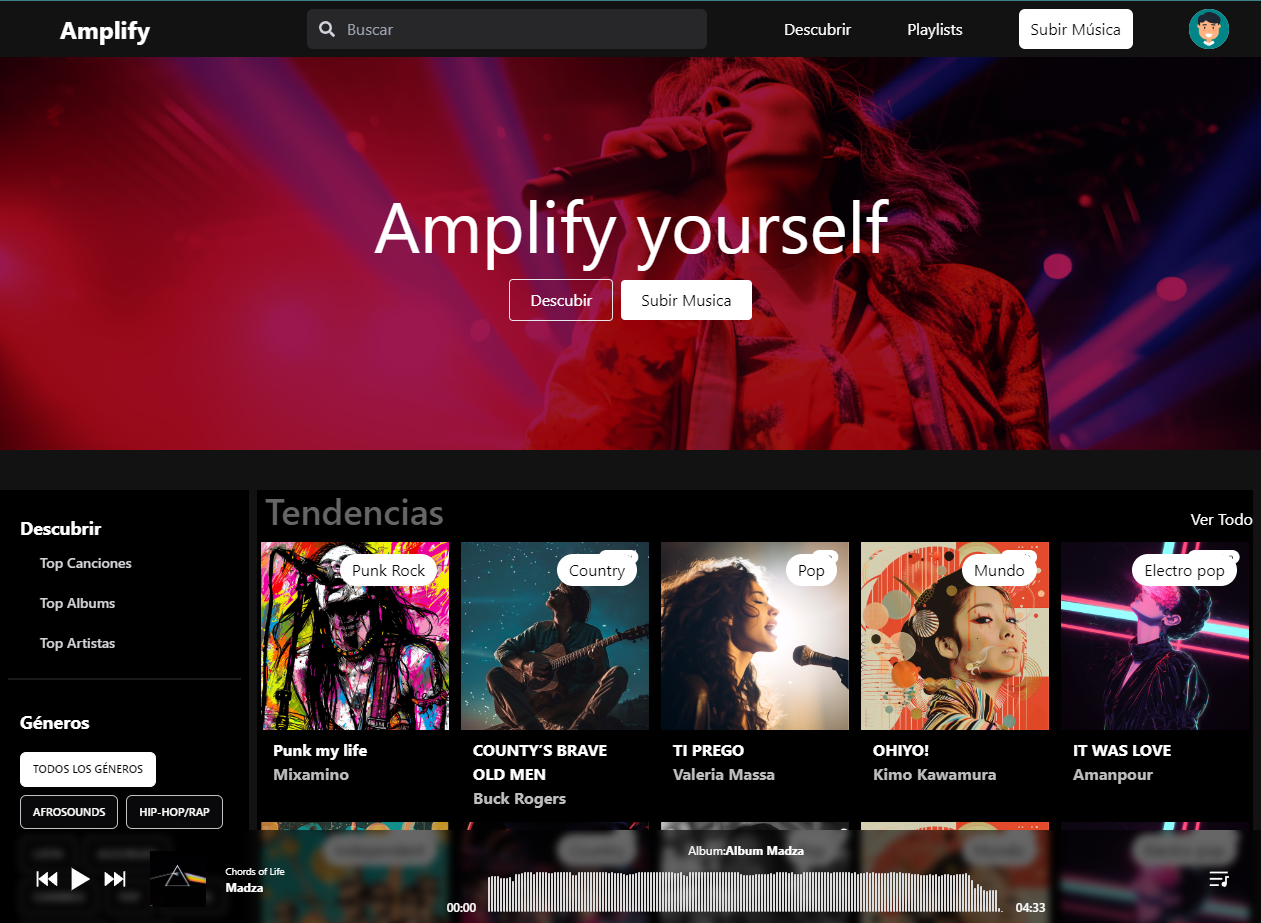 Amplify
Buscar
Descubrir
Playlists
Subir Música
Amplify yourself
Descubir
Subir Musica
Descubrir
Top Canciones
Top Albums
Top Artistas
Géneros
TODOS LOS GÉNEROS
AFROSOUNDS
HIP-HOP/RAP
Tendencias
Ver Todo
Punk Rock
Country
Pop
Mundo
Electro pop
Punk my life
Mixamino
COUNTY’S BRAVE
OLD MEN
Buck Rogers
TI PREGO
Valeria Massa
OHIYO!
Kimo Kawamura
IT WAS LOVE
Amanpour
Chords of Life
Madza
Album:Album Madza
00:00
04:33